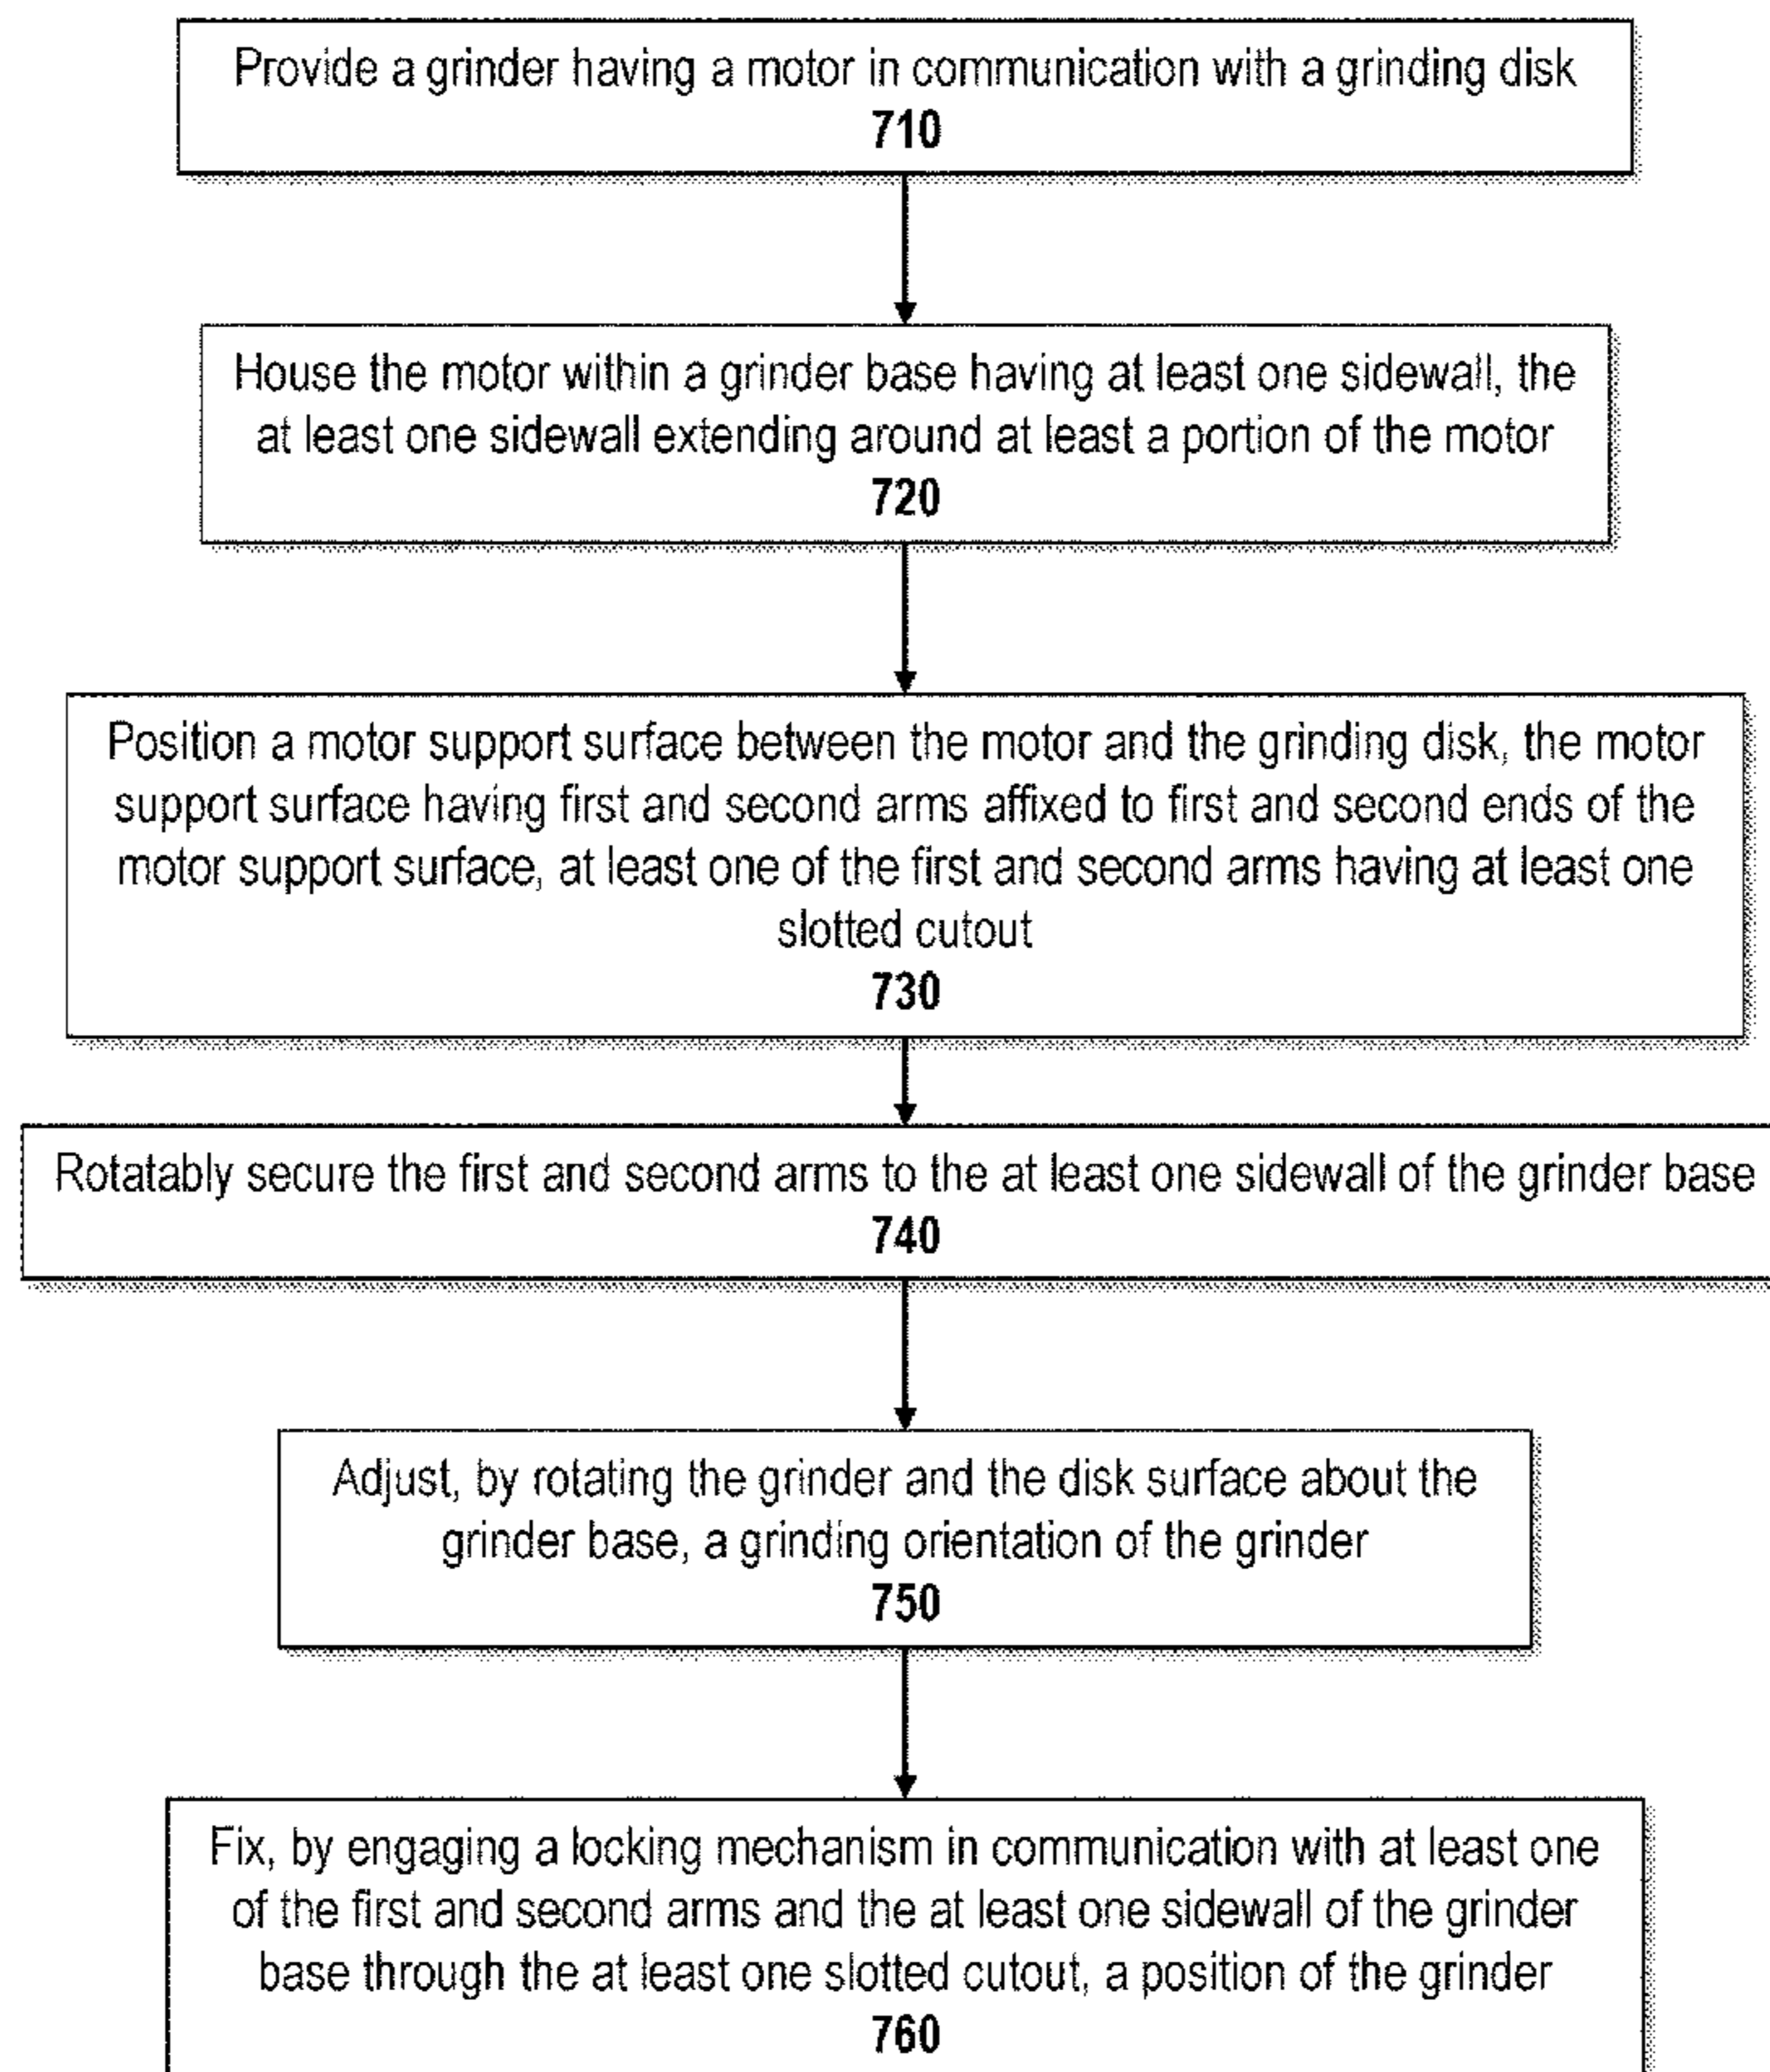 Provide a grinder having a motor in communication with a grinding disk
710
House the motor within a grinder base having at least one sidewall, the
at least one sidewall extending around at least a portion of the motor
720
Position a motor support surface between the motor and the grinding disk, the motor
support surface having first and second arms affixed to first and second ends of the
motor support surface, at least one of the first and second arms having at least one
slotted cutout
730
Rotatably secure the first and second arms to the at least one sidewall of the grinder base
740
Adjust, by rotating the grinder and the disk surface about the
grinder base, a grinding orientation of the grinder
750
Fix, by engaging a locking mechanism in communication with at least one
of the first and second arms and the at least one sidewall of the grinder
base through the at least one slotted cutout, a position of the grinder
760